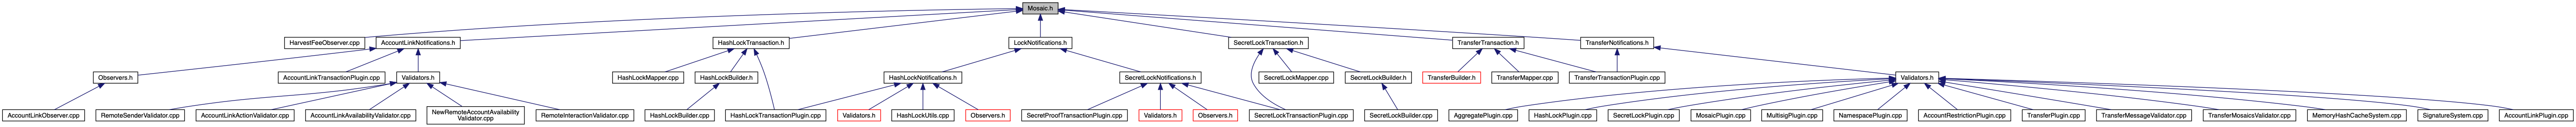 Mosaic.h
HarvestFeeObserver.cpp
AccountLinkNotifications.h
HashLockTransaction.h
LockNotifications.h
SecretLockTransaction.h
TransferTransaction.h
TransferNotifications.h
Observers.h
AccountLinkTransactionPlugin.cpp
Validators.h
HashLockMapper.cpp
HashLockBuilder.h
HashLockNotifications.h
SecretLockNotifications.h
SecretLockMapper.cpp
SecretLockBuilder.h
TransferBuilder.h
TransferMapper.cpp
TransferTransactionPlugin.cpp
Validators.h
AccountLinkObserver.cpp
RemoteSenderValidator.cpp
AccountLinkActionValidator.cpp
AccountLinkAvailabilityValidator.cpp
NewRemoteAccountAvailability
Validator.cpp
RemoteInteractionValidator.cpp
HashLockBuilder.cpp
HashLockTransactionPlugin.cpp
Validators.h
HashLockUtils.cpp
Observers.h
SecretProofTransactionPlugin.cpp
Validators.h
Observers.h
SecretLockTransactionPlugin.cpp
SecretLockBuilder.cpp
AggregatePlugin.cpp
HashLockPlugin.cpp
SecretLockPlugin.cpp
MosaicPlugin.cpp
MultisigPlugin.cpp
NamespacePlugin.cpp
AccountRestrictionPlugin.cpp
TransferPlugin.cpp
TransferMessageValidator.cpp
TransferMosaicsValidator.cpp
MemoryHashCacheSystem.cpp
SignatureSystem.cpp
AccountLinkPlugin.cpp